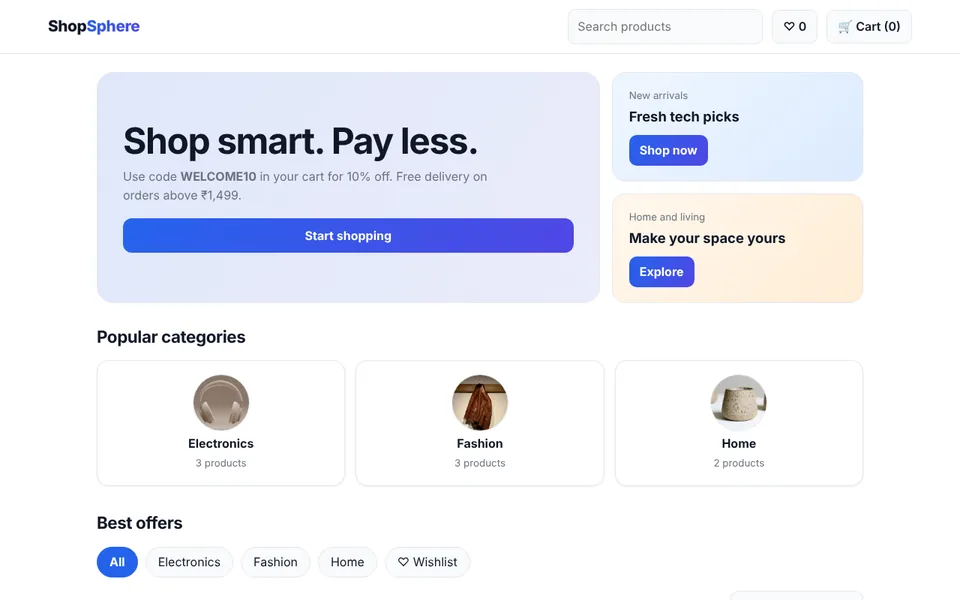 ShopSphere
Search products
♡ 0
🛒 Cart (0)
Shop smart. Pay less.
Use code WELCOME10 in your cart for 10% off. Free delivery on
orders above ₹1,499.
Start shopping
New arrivals
Fresh tech picks
Shop now
Home and living
Make your space yours
Explore
Popular categories
Electronics
3 products
Fashion
3 products
Home
2 products
Best offers
All
Electronics
Fashion
Home
♡ Wishlist